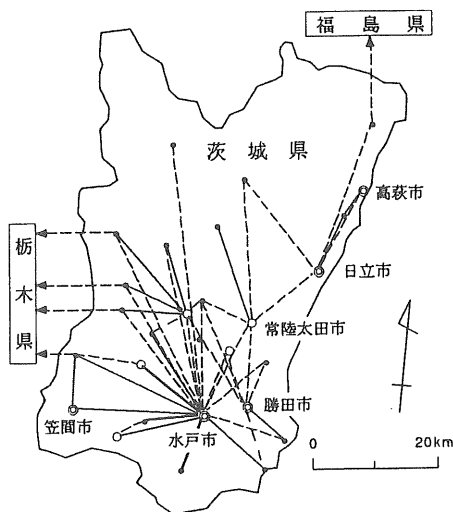 福島県
茨城県
高萩市
栃木県
日立市
常陸太田市
勝田市
笠間市
水戸市
0 20km